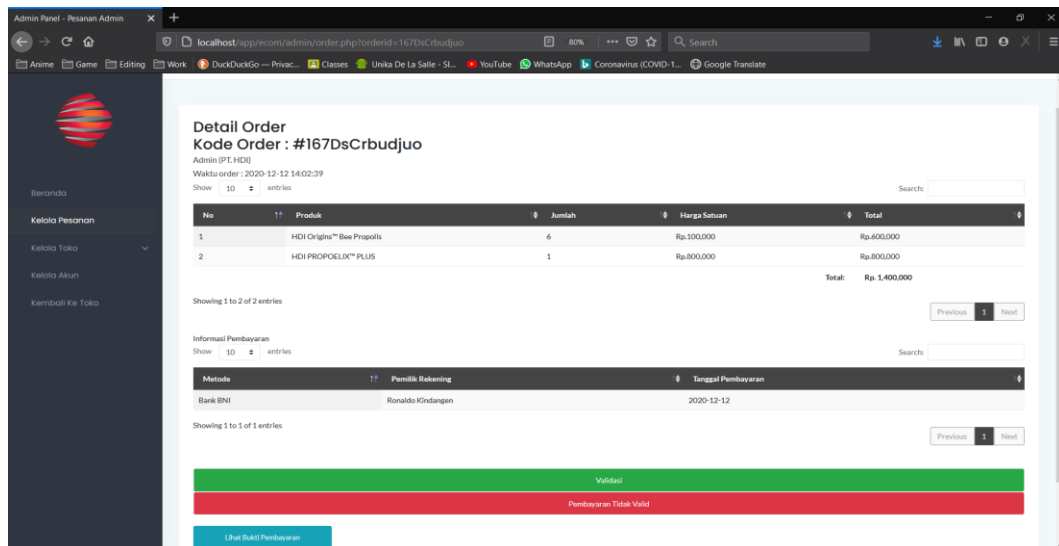 Admin Panel - Pesanan Admin
localhost/app/ecom/admin/order.php?orderid=167DsCrbudjuo
80%
Search
Anime Game Editing Work DuckDuckGo — Privac... Classes Unika De La Salle - Sl... YouTube WhatsApp Coronavirus (COVID-1... Google Translate
Detail Order
Kode Order : #167DsCrbudjuo
Admin (PT. HDI)
Waktu order : 2020-12-12 14:02:39
Show 10 entries Search:
Beranda
Kelola Pesanan
Kelola Toko
Kelola Akun
Kembali Ke Toko
No Produk Jumlah Harga Satuan Total
1 HDI Origins™ Bee Propolis 6 Rp.100,000 Rp.600,000
2 HDI PROPOELIX™ PLUS 1 Rp.800,000 Rp.800,000
Total: Rp. 1,400,000
Showing 1 to 2 of 2 entries
Previous 1 Next
Informasi Pembayaran
Show 10 entries Search:
Metode Pemilik Rekening Tanggal Pembayaran
Bank BNI Ronaldo Kindangen 2020-12-12
Showing 1 to 1 of 1 entries
Previous 1 Next
Validasi
Pembayaran Tidak Valid
Lihat Bukti Pembayaran